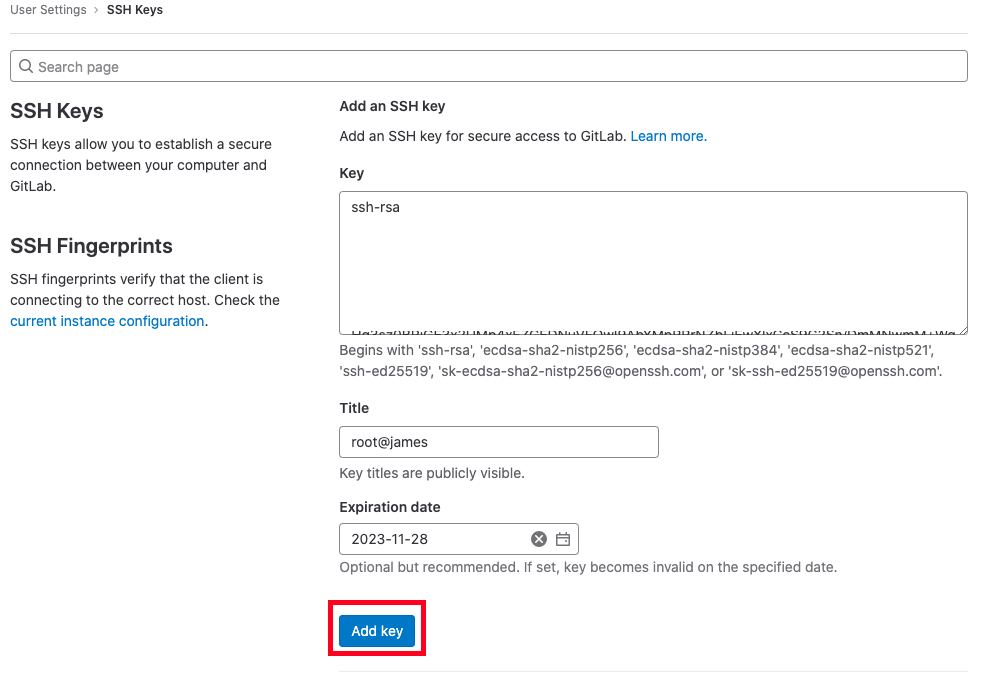 User Settings › SSH Keys
Search page
SSH Keys
SSH keys allow you to establish a secure
connection between your computer and
GitLab.
SSH Fingerprints
SSH fingerprints verify that the client is
connecting to the correct host. Check the
current instance configuration.
Add an SSH key
Add an SSH key for secure access to GitLab. Learn more.
Key
ssh-rsa
Begins with 'ssh-rsa', 'ecdsa-sha2-nistp256', 'ecdsa-sha2-nistp384', 'ecdsa-sha2-nistp521',
'ssh-ed25519', 'sk-ecdsa-sha2-nistp256@openssh.com', or 'sk-ssh-ed25519@openssh.com'.
Title
root@james
Key titles are publicly visible.
Expiration date
2023-11-28
Optional but recommended. If set, key becomes invalid on the specified date.
Add key